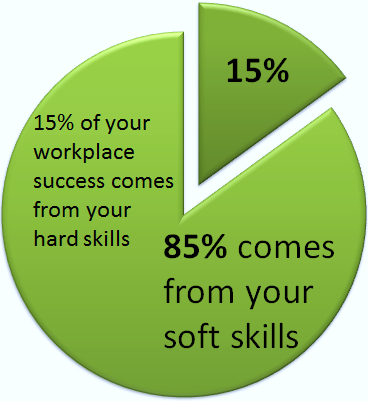 15%
15% of your
workplace
success comes
from your
hard skills
85% comes
from your
soft skills